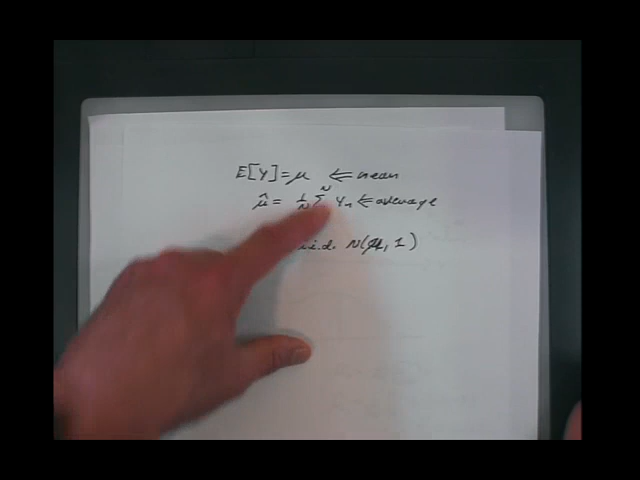 E[Y] = μ ⇐ mean
μ̂ = 1/N ∑ᴺ Yₙ ⇐ average
i.i.d. N(μ, 1)